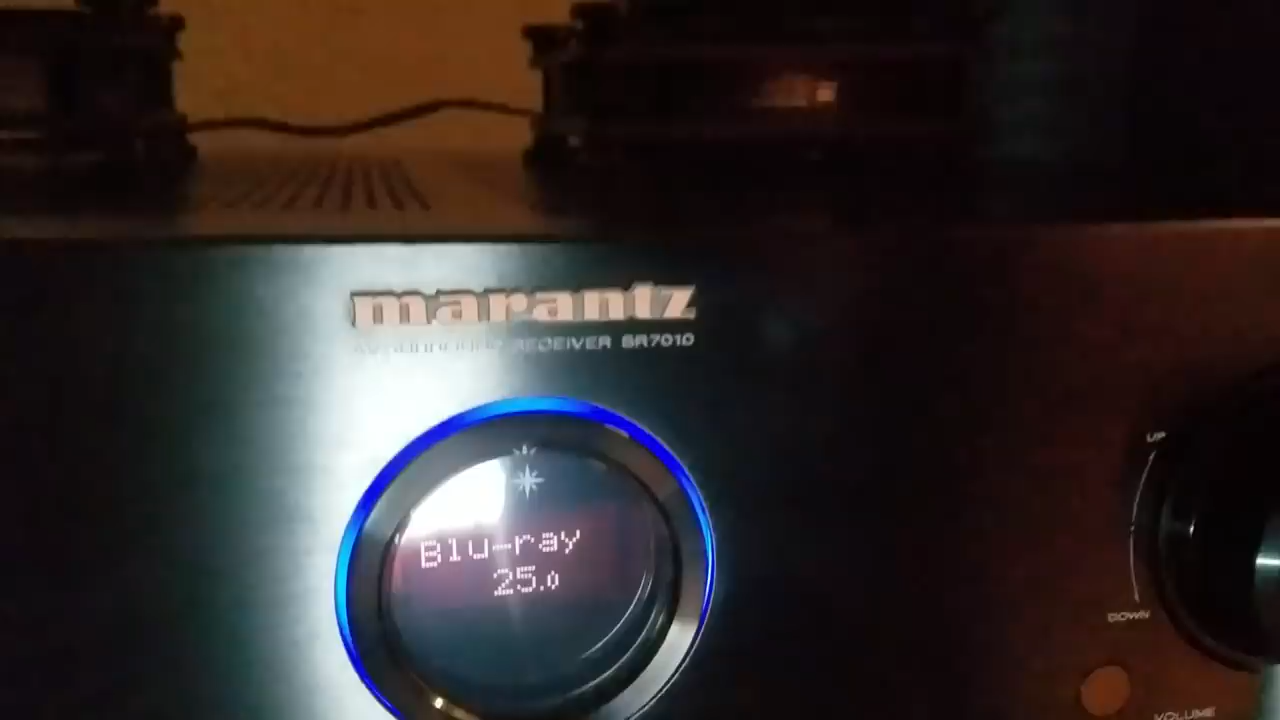 marantz
RECEIVER SR7010
Blu-ray
25.0
UP
DOWN
VOLUME